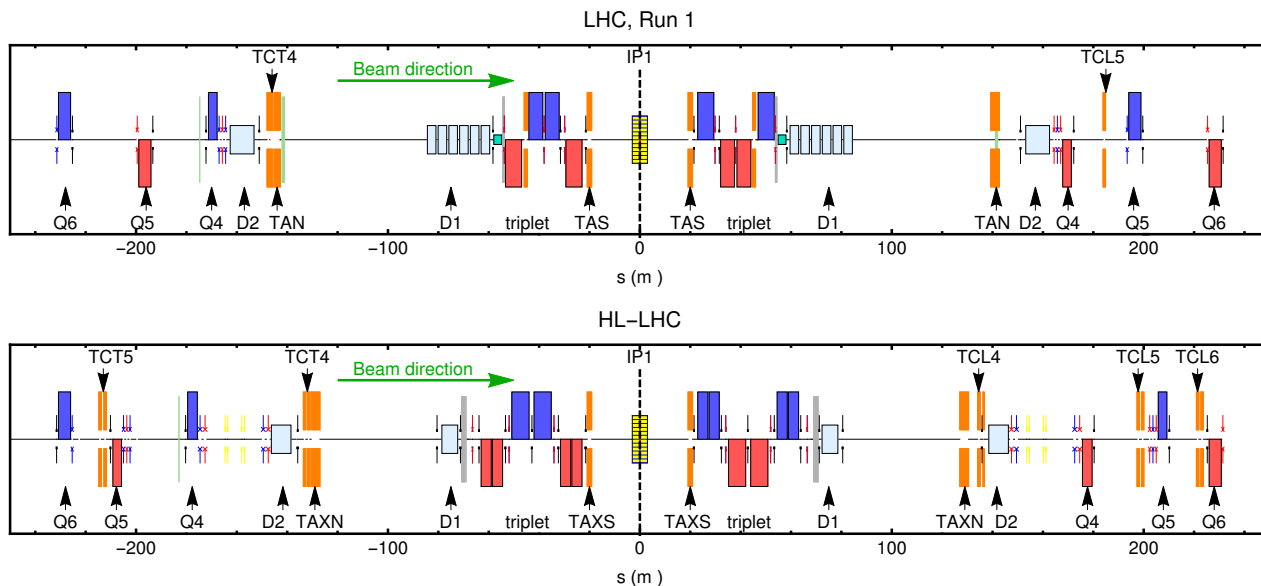 LHC, Run 1
TCT4 IP1 TCL5
Beam direction
Q6 Q5 Q4 D2 TAN D1 triplet TAS TAS triplet D1 TAN D2 Q4 Q5 Q6
−200 −100 0 100 200
s (m )
HL−LHC
TCT5 TCT4 IP1 TCL4 TCL5 TCL6
Beam direction
Q6 Q5 Q4 D2 TAXN D1 triplet TAXS TAXS triplet D1 TAXN D2 Q4 Q5 Q6
−200 −100 0 100 200
s (m )